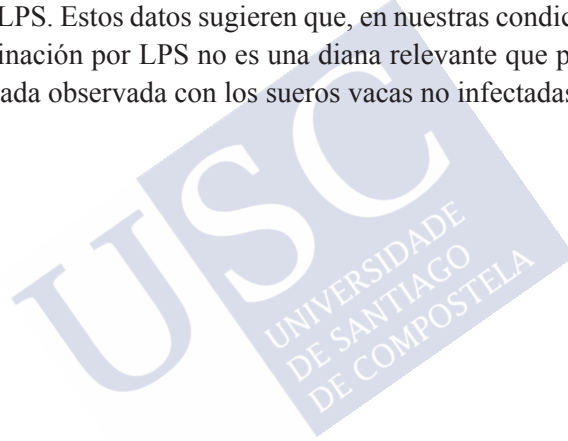 LPS. Estos datos sugieren que, en nuestras condic
inación por LPS no es una diana relevante que p
ada observada con los sueros vacas no infectadas
USC
UNIVERSIDADE
DE SANTIAGO
DE COMPOSTELA